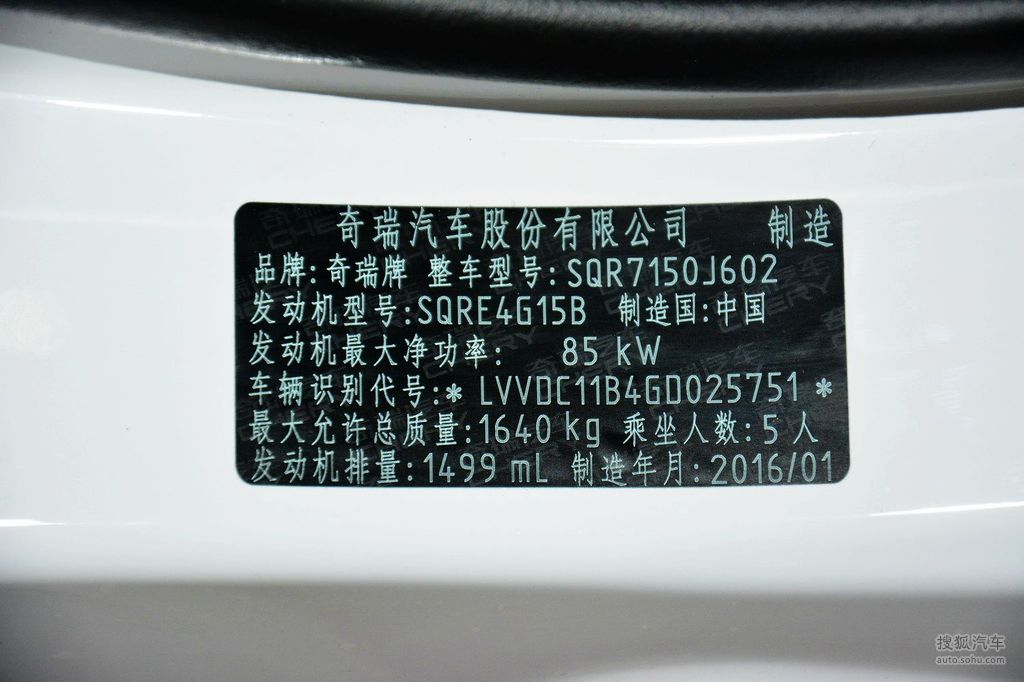 奇瑞汽车股份有限公司 制造
品牌:奇瑞牌 整车型号:SQR7150J602
发动机型号:SQRE4G15B 制造国:中国
发动机最大净功率: 85 kW
车辆识别代号:* LVVDC11B4GD025751 *
最大允许总质量:1640 kg 乘坐人数:5 人
发动机排量:1499 mL 制造年月:2016/01
搜狐汽车
auto.sohu.com